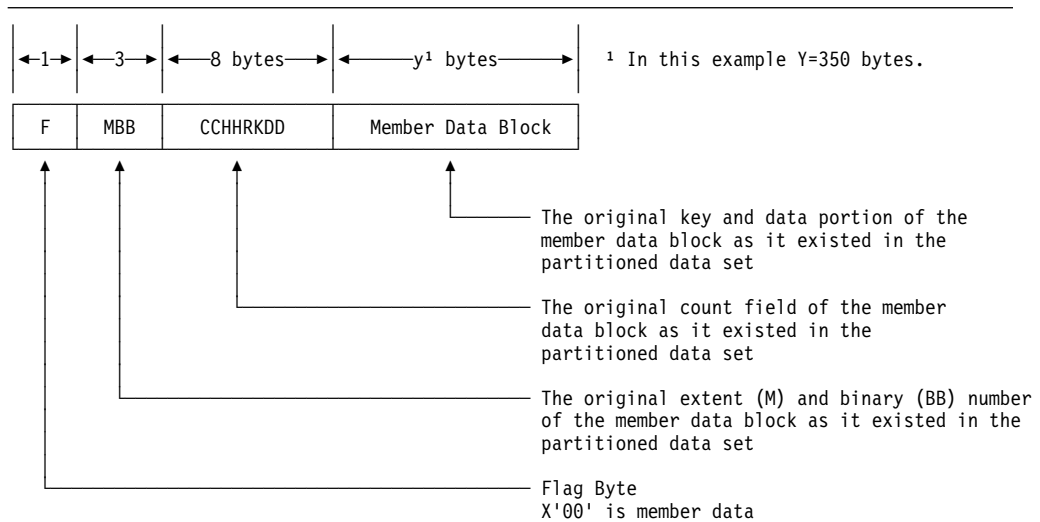 1 3 8 bytes y¹ bytes ¹ In this example Y=350 bytes.
F MBB CCHHRKDD Member Data Block
The original key and data portion of the
member data block as it existed in the
partitioned data set
The original count field of the member
data block as it existed in the
partitioned data set
The original extent (M) and binary (BB) number
of the member data block as it existed in the
partitioned data set
Flag Byte
X'00' is member data